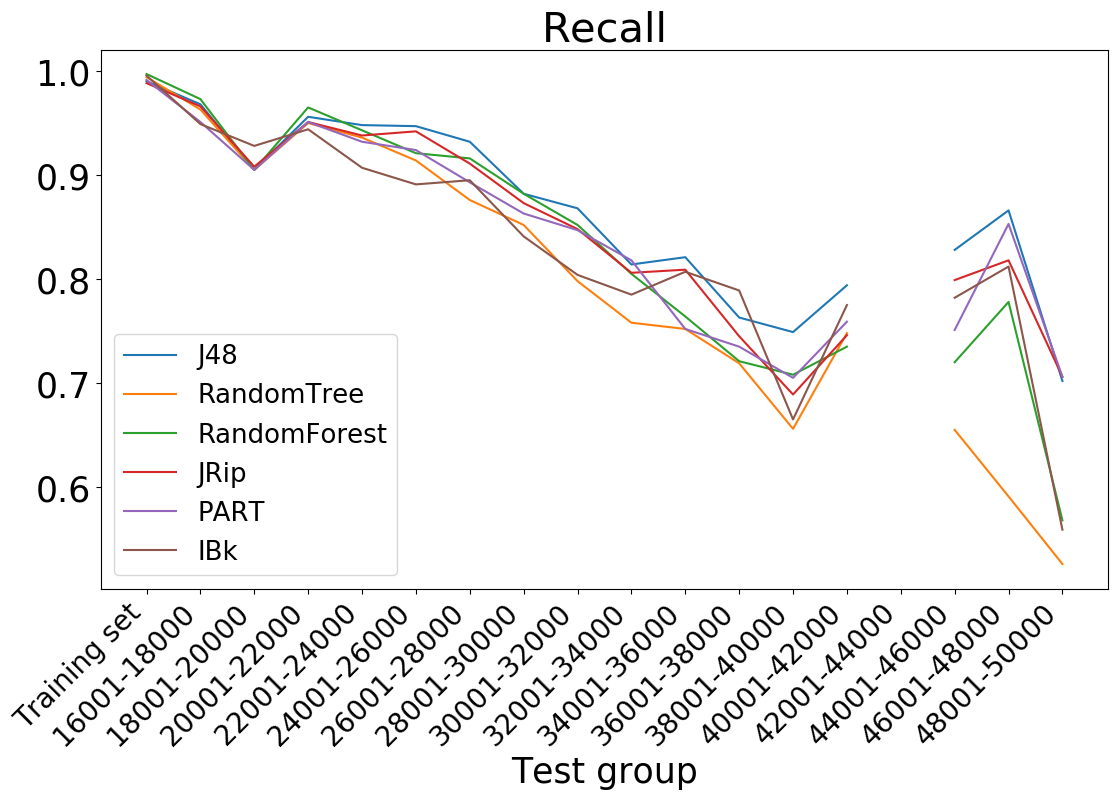 Recall
1.0
0.9
0.8
0.7
0.6
J48
RandomTree
RandomForest
JRip
PART
IBk
Training set
16001-18000
18001-20000
20001-22000
22001-24000
24001-26000
26001-28000
28001-30000
30001-32000
32001-34000
34001-36000
36001-38000
38001-40000
40001-42000
42001-44000
44001-46000
46001-48000
48001-50000
Test group